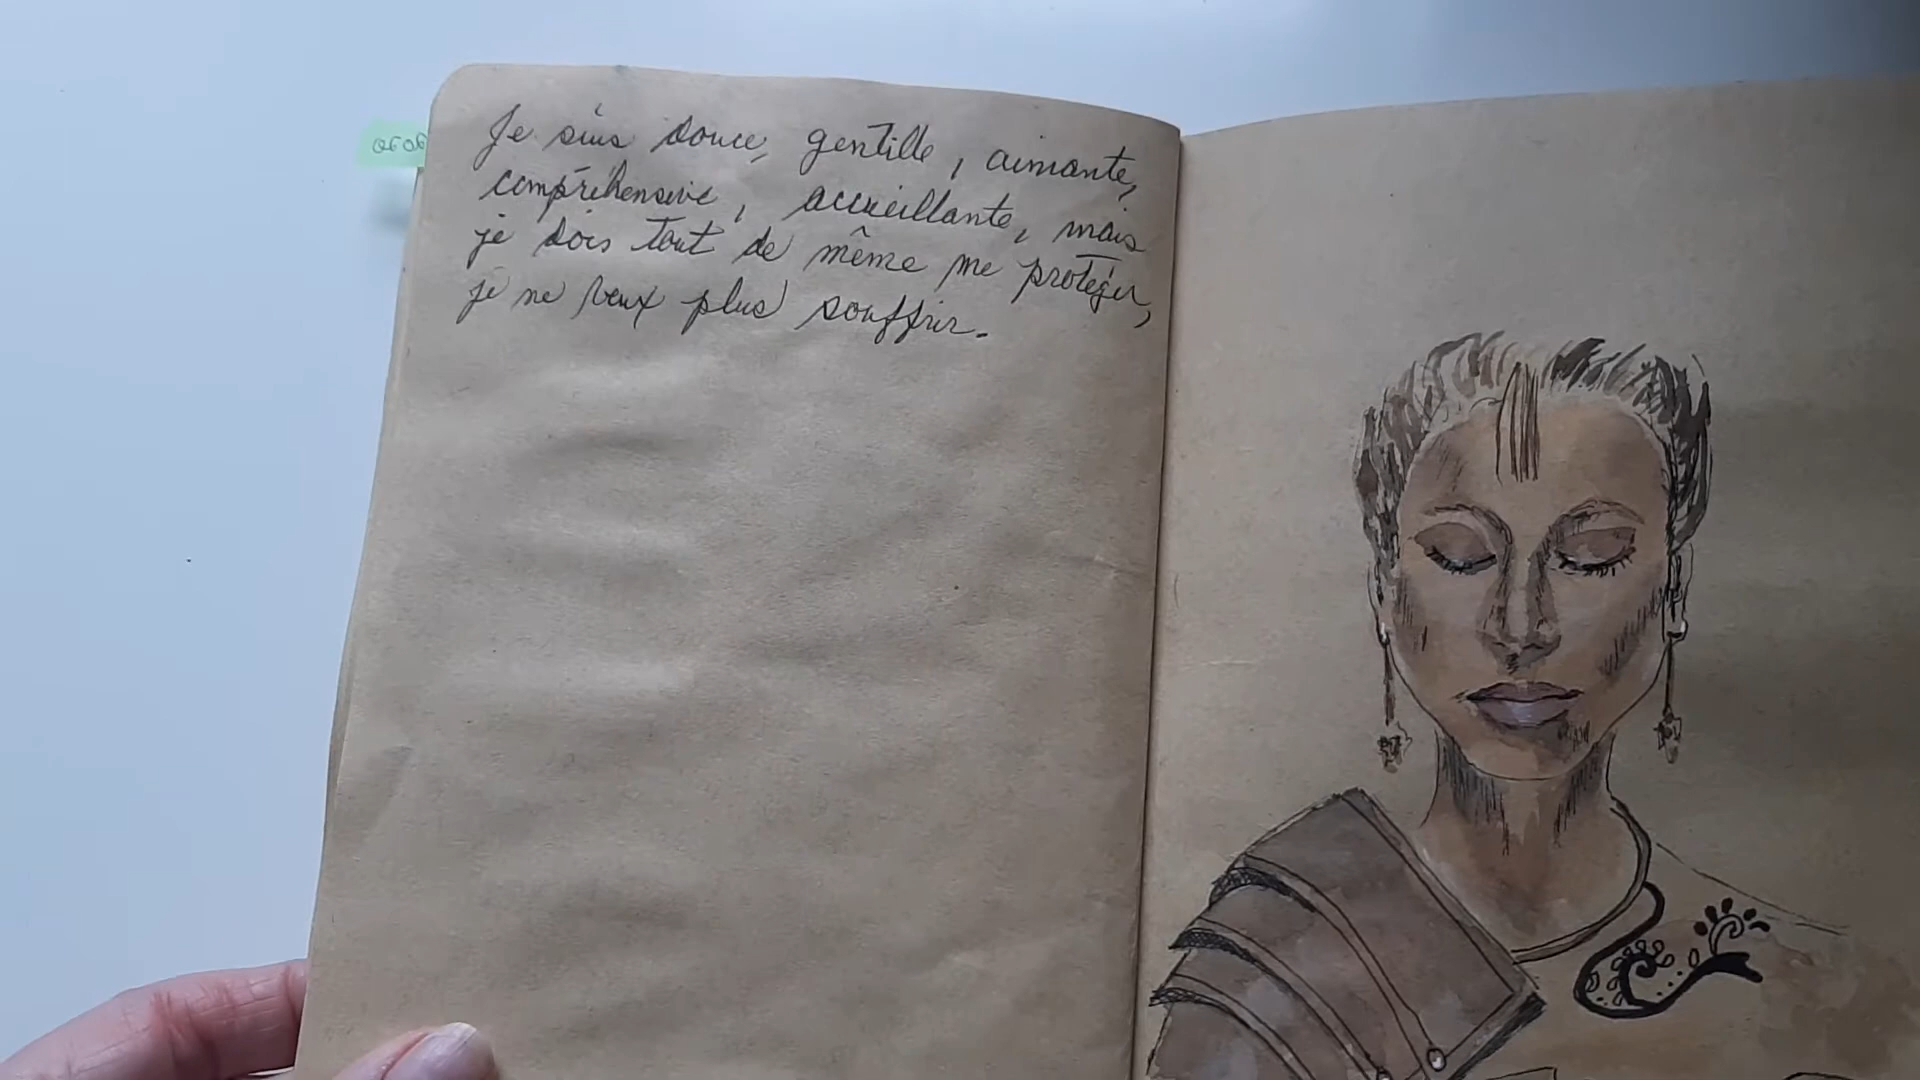 Je suis douce, gentille, aimante,
compréhensive, accueillante, mais
je dois tout de même me protéger,
je ne veux plus souffrir.